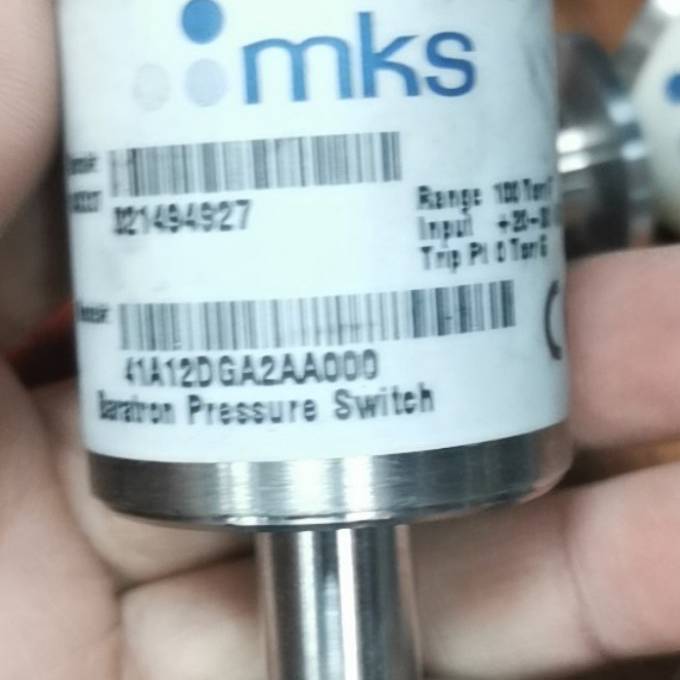 mks
021494927
Range 100 Torr
Input
Trip Pt 0 Torr
41A12DGA2AA000
Baratron Pressure Switch